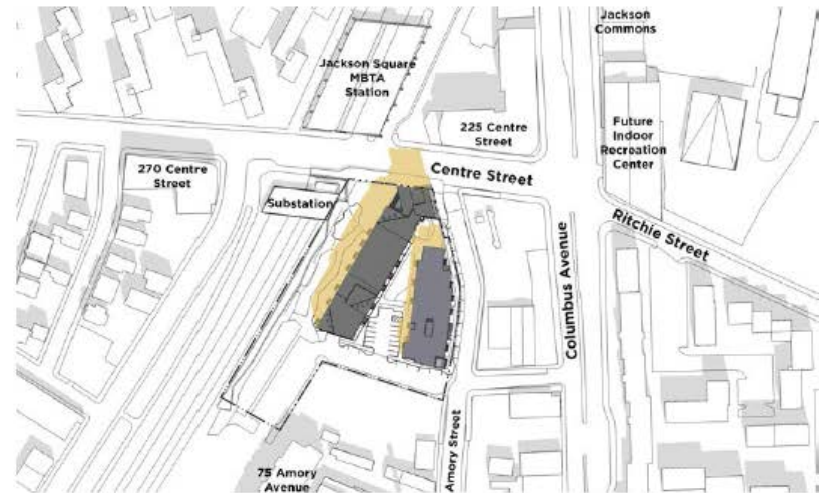 Jackson
Commons
Jackson Square
MBTA
Station
225 Centre
Street
Future
Indoor
Recreation
Center
270 Centre
Street
Centre Street
Substation
Ritchie Street
Columbus Avenue
Amory Street
75 Amory
Avenue